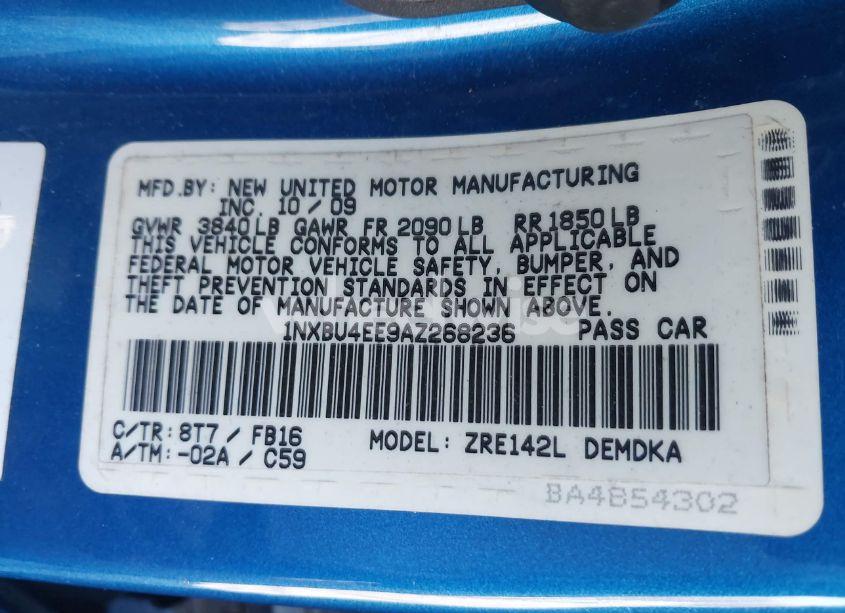 MFD.BY: NEW UNITED MOTOR MANUFACTURING
INC. 10 / 09
GVWR 3840 LB GAWR FR 2090 LB RR 1850 LB
THIS VEHICLE CONFORMS TO ALL APPLICABLE
FEDERAL MOTOR VEHICLE SAFETY, BUMPER, AND
THEFT PREVENTION STANDARDS IN EFFECT ON
THE DATE OF MANUFACTURE SHOWN ABOVE.
1NXBU4EE9AZ268236 PASS CAR
C/TR: 8T7 / FB16 MODEL: ZRE142L DEMDKA
A/TM: -02A / C59
BA4854302